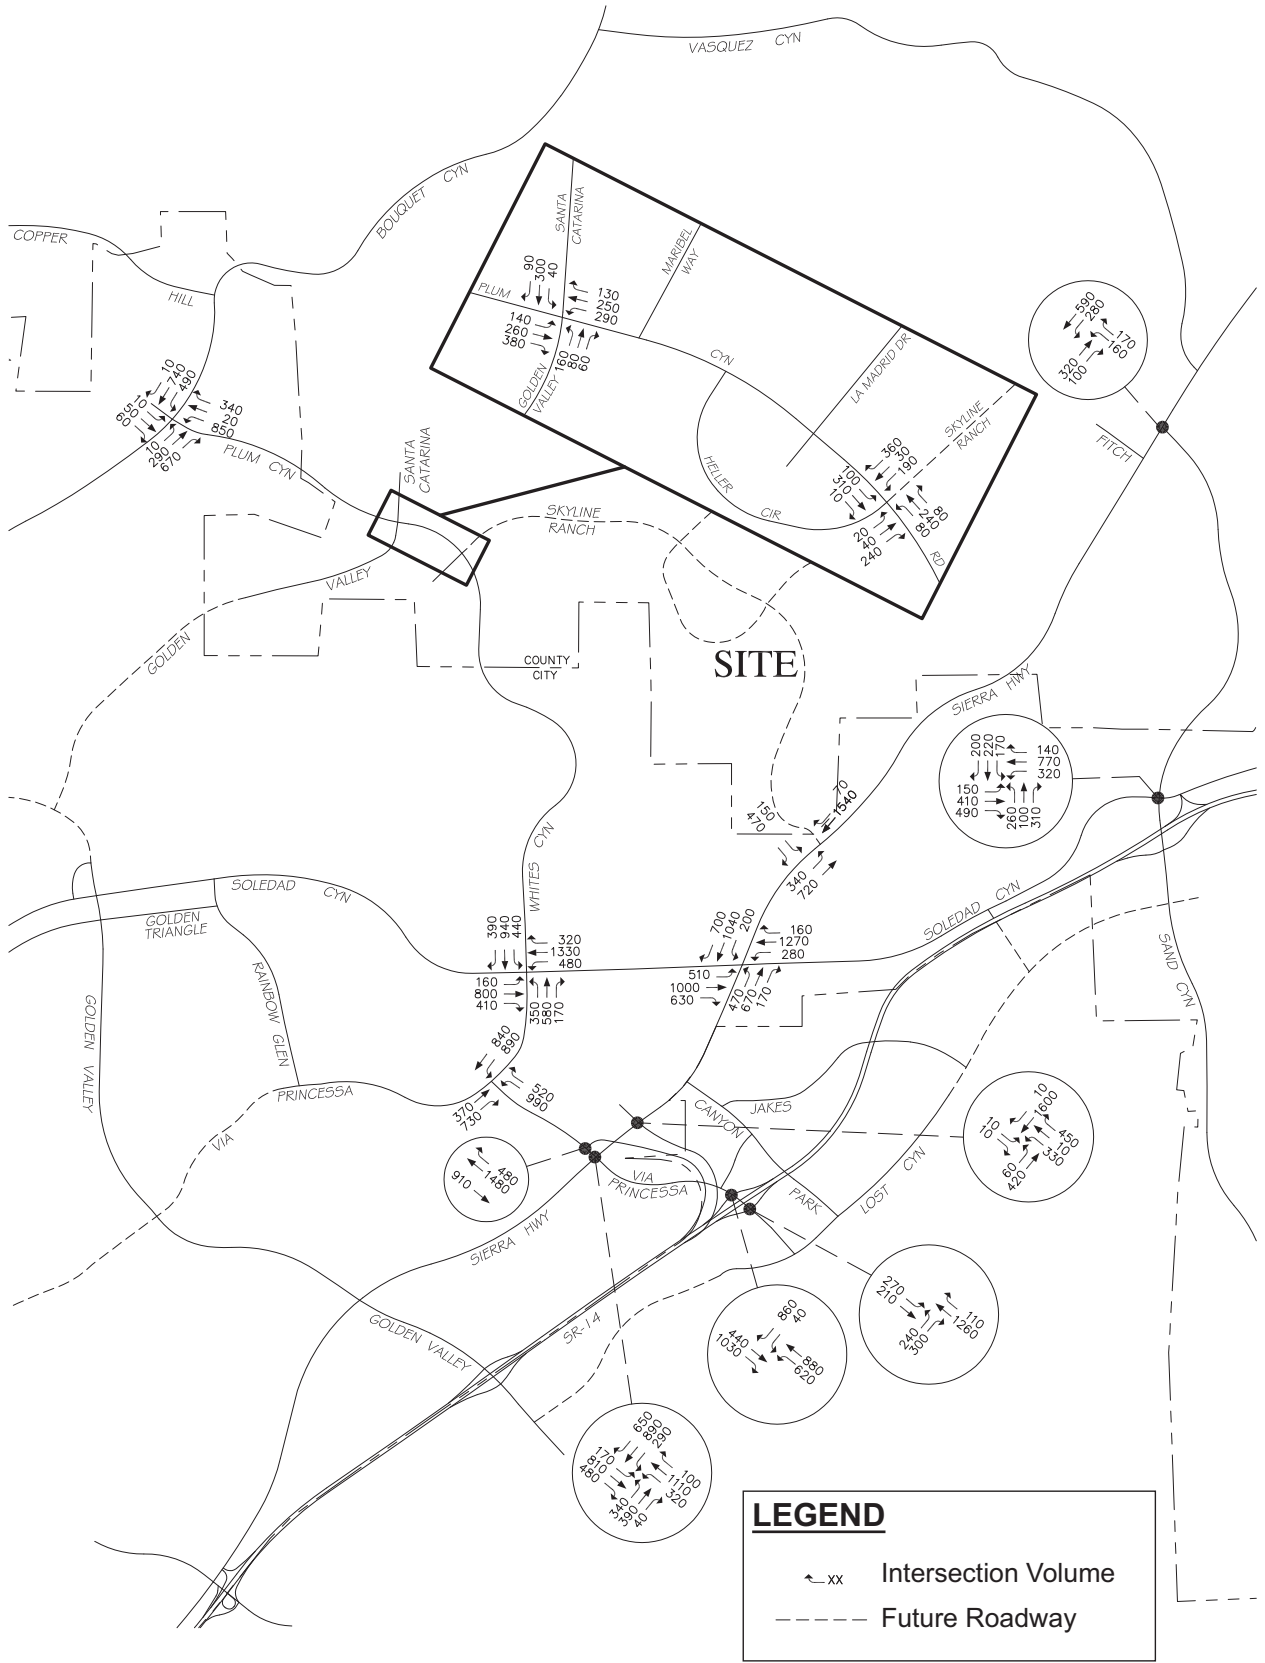 VASQUEZ CYN
BOUQUET CYN
COPPER
HILL
SANTA
CATARINA
MARIBEL
WAY
PLUM
90
300
40
130
250
290
140
260
380
160
80
60
GOLDEN
VALLEY
CYN
LA MADRID DR
SKYLINE
RANCH
HELLER
CIR
360
30
190
100
310
10
80
240
80
20
40
240
RD
590
280
170
160
320
100
FITCH
10
740
490
10
50
60
340
20
850
10
290
670
PLUM CYN
SANTA
CATARINA
SKYLINE
RANCH
VALLEY
GOLDEN
COUNTY
CITY
SITE
SIERRA HWY
200
220
170
140
770
320
150
410
490
260
100
310
70
1540
150
470
340
720
WHITES CYN
SOLEDAD CYN
GOLDEN
TRIANGLE
SOLEDAD CYN
390
940
440
320
1330
480
160
800
410
350
580
170
700
1040
200
160
1270
280
510
1000
630
470
670
170
SAND CYN
RAINBOW GLEN
GOLDEN VALLEY
840
890
520
990
370
730
VIA
PRINCESSA
CANYON
JAKES
PARK
LOST CYN
10
1600
10
10
450
10
330
60
420
480
1480
910
VIA
PRINCESSA
SIERRA HWY
270
210
110
1260
240
300
SR-14
GOLDEN VALLEY
860
40
440
1030
880
620
650
890
290
170
810
480
100
1110
320
340
390
40
LEGEND
XX Intersection Volume
Future Roadway